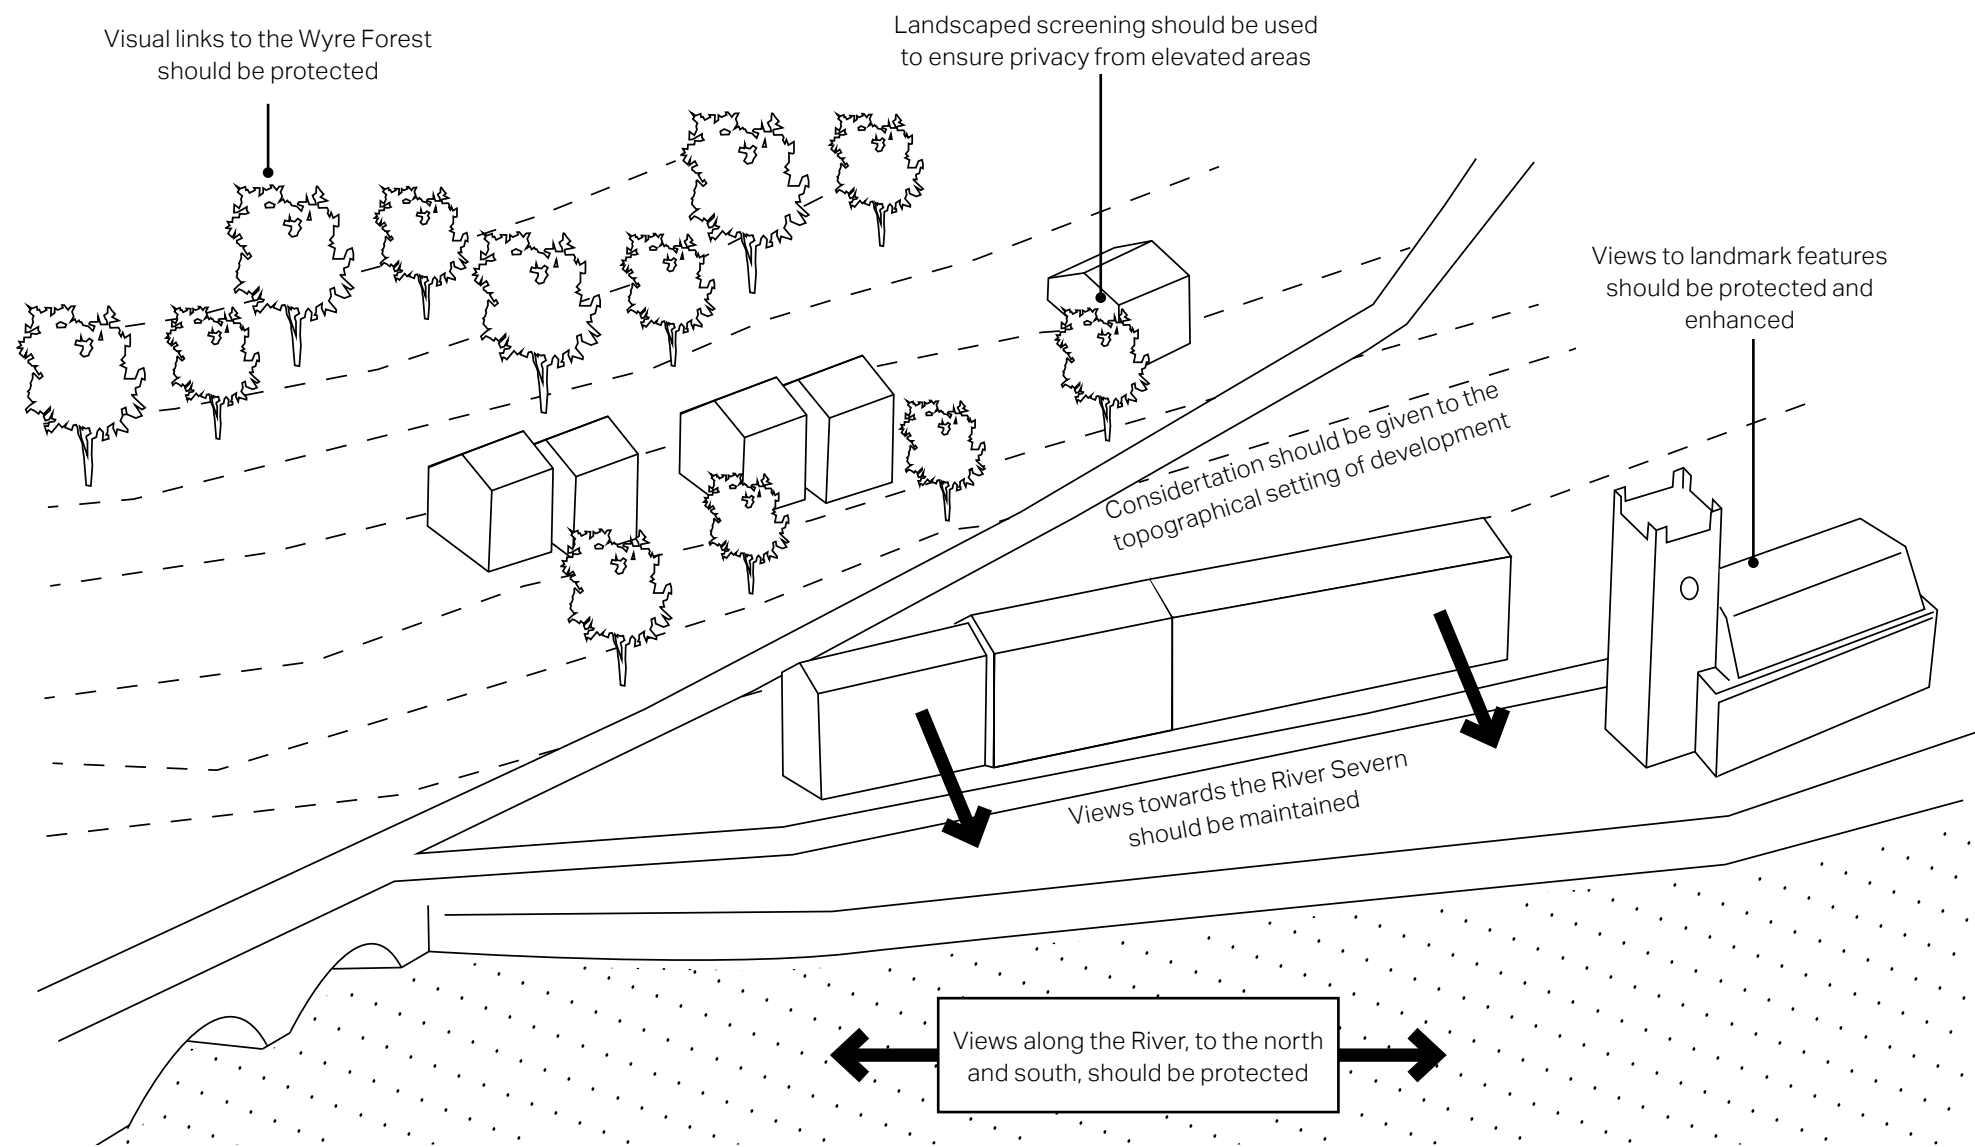 Visual links to the Wyre Forest
should be protected
Landscaped screening should be used
to ensure privacy from elevated areas
Views to landmark features
should be protected and
enhanced
Considertation should be given to the
topographical setting of development
Views towards the River Severn
should be maintained
Views along the River, to the north
and south, should be protected